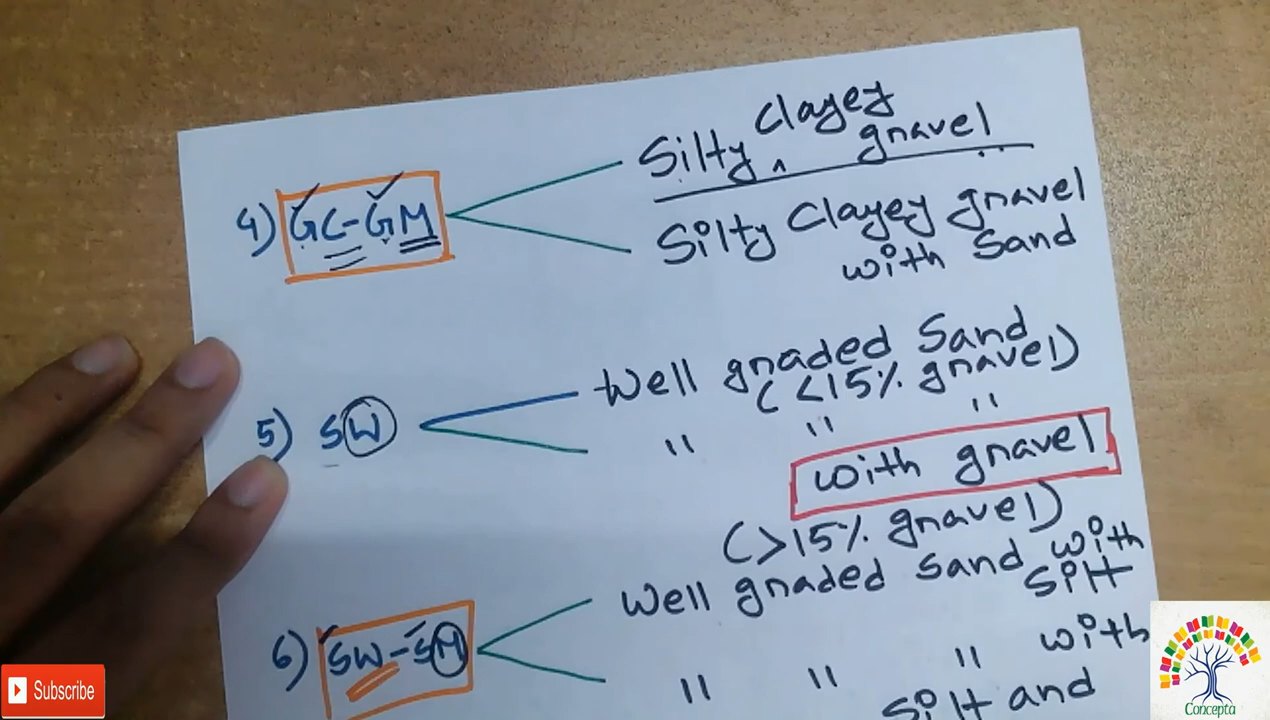 4) GC-GM
Silty ^ clayey gravel
Silty clayey gravel
with sand
5) SW
Well graded Sand
(<15% gravel)
" " "
with gravel
(>15% gravel)
6) SW-SM
Well graded sand with
silt
" " " with
silt and
Subscribe
Concepta